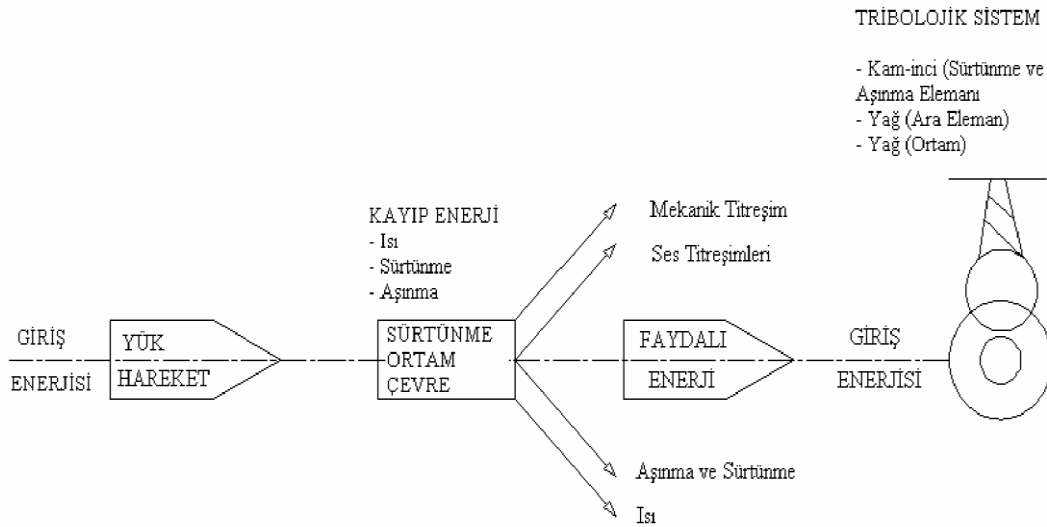 TRİBOLOJİK SİSTEM
- Kam-inci (Sürtünme ve
Aşınma Elemanı
- Yağ (Ara Eleman)
- Yağ (Ortam)
KAYIP ENERJİ
- Isı
- Sürtünme
- Aşınma
Mekanik Titreşim
Ses Titreşimleri
GİRİŞ
ENERJİSİ
YÜK
HAREKET
SÜRTÜNME
ORTAM
ÇEVRE
FAYDALI
ENERJİ
GİRİŞ
ENERJİSİ
Aşınma ve Sürtünme
Isı